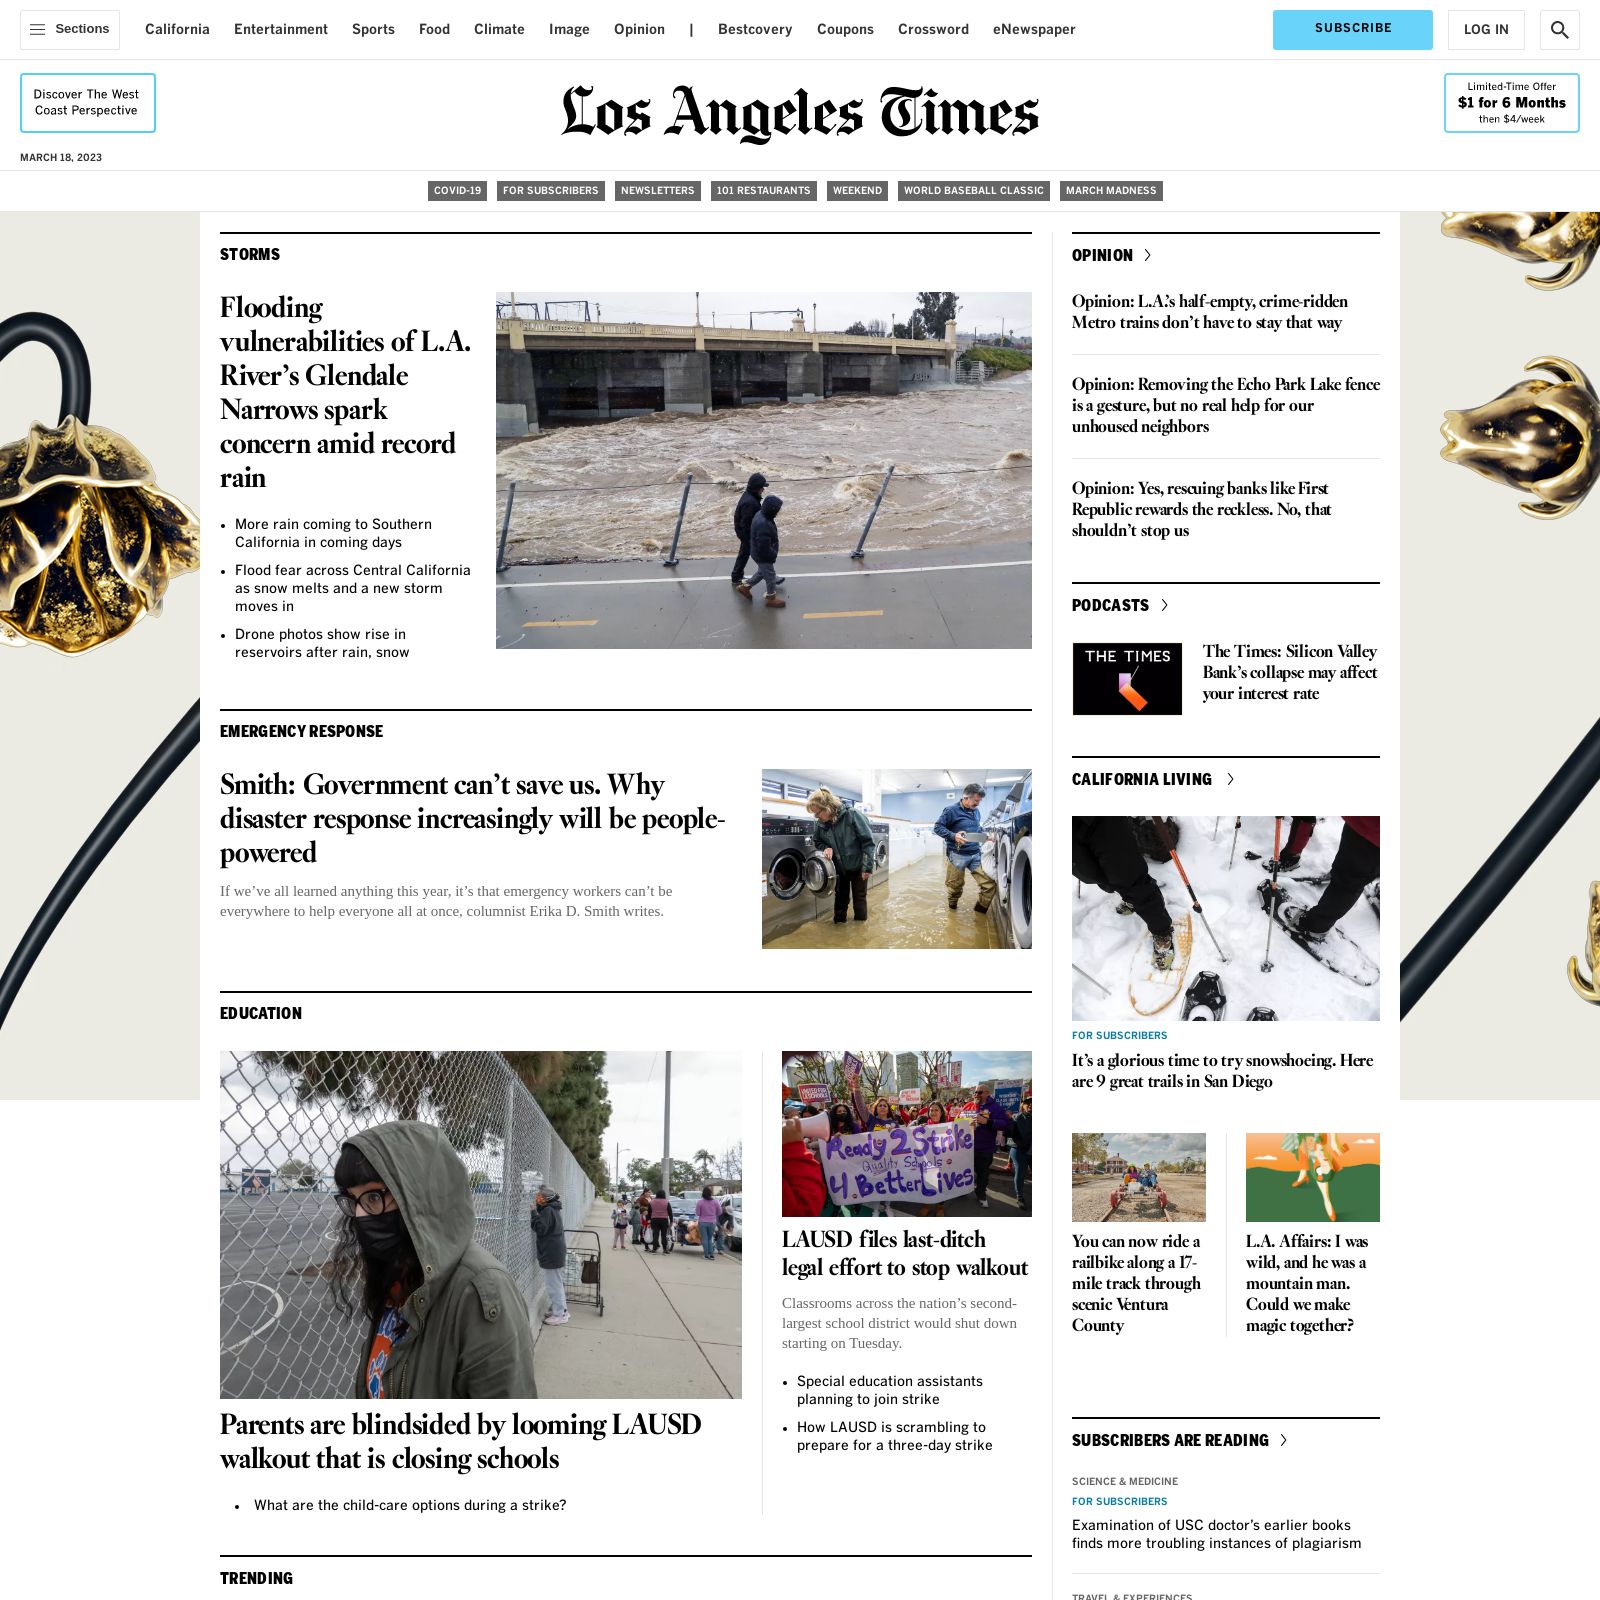 Sections
California
Entertainment
Sports
Food
Climate
Image
Opinion
|
Bestcovery
Coupons
Crossword
eNewspaper
SUBSCRIBE
LOG IN
Discover The West
Coast Perspective
Los Angeles Times
Limited-Time Offer
$1 for 6 Months
then $4/week
MARCH 18, 2023
COVID-19
FOR SUBSCRIBERS
NEWSLETTERS
101 RESTAURANTS
WEEKEND
WORLD BASEBALL CLASSIC
MARCH MADNESS
STORMS
Flooding
vulnerabilities of L.A.
River’s Glendale
Narrows spark
concern amid record
rain
• More rain coming to Southern
California in coming days
• Flood fear across Central California
as snow melts and a new storm
moves in
• Drone photos show rise in
reservoirs after rain, snow
EMERGENCY RESPONSE
Smith: Government can’t save us. Why
disaster response increasingly will be people-
powered
If we’ve all learned anything this year, it’s that emergency workers can’t be
everywhere to help everyone all at once, columnist Erika D. Smith writes.
EDUCATION
Parents are blindsided by looming LAUSD
walkout that is closing schools
• What are the child-care options during a strike?
Ready 2 Strike
Quality Schools
4 Better Lives
LAUSD files last-ditch
legal effort to stop walkout
Classrooms across the nation’s second-
largest school district would shut down
starting on Tuesday.
• Special education assistants
planning to join strike
• How LAUSD is scrambling to
prepare for a three-day strike
TRENDING
OPINION
Opinion: L.A.’s half-empty, crime-ridden
Metro trains don’t have to stay that way
Opinion: Removing the Echo Park Lake fence
is a gesture, but no real help for our
unhoused neighbors
Opinion: Yes, rescuing banks like First
Republic rewards the reckless. No, that
shouldn’t stop us
PODCASTS
THE TIMES
The Times: Silicon Valley
Bank’s collapse may affect
your interest rate
CALIFORNIA LIVING
FOR SUBSCRIBERS
It’s a glorious time to try snowshoeing. Here
are 9 great trails in San Diego
You can now ride a
railbike along a 17-
mile track through
scenic Ventura
County
L.A. Affairs: I was
wild, and he was a
mountain man.
Could we make
magic together?
SUBSCRIBERS ARE READING
SCIENCE & MEDICINE
FOR SUBSCRIBERS
Examination of USC doctor’s earlier books
finds more troubling instances of plagiarism
TRAVEL & EXPERIENCES